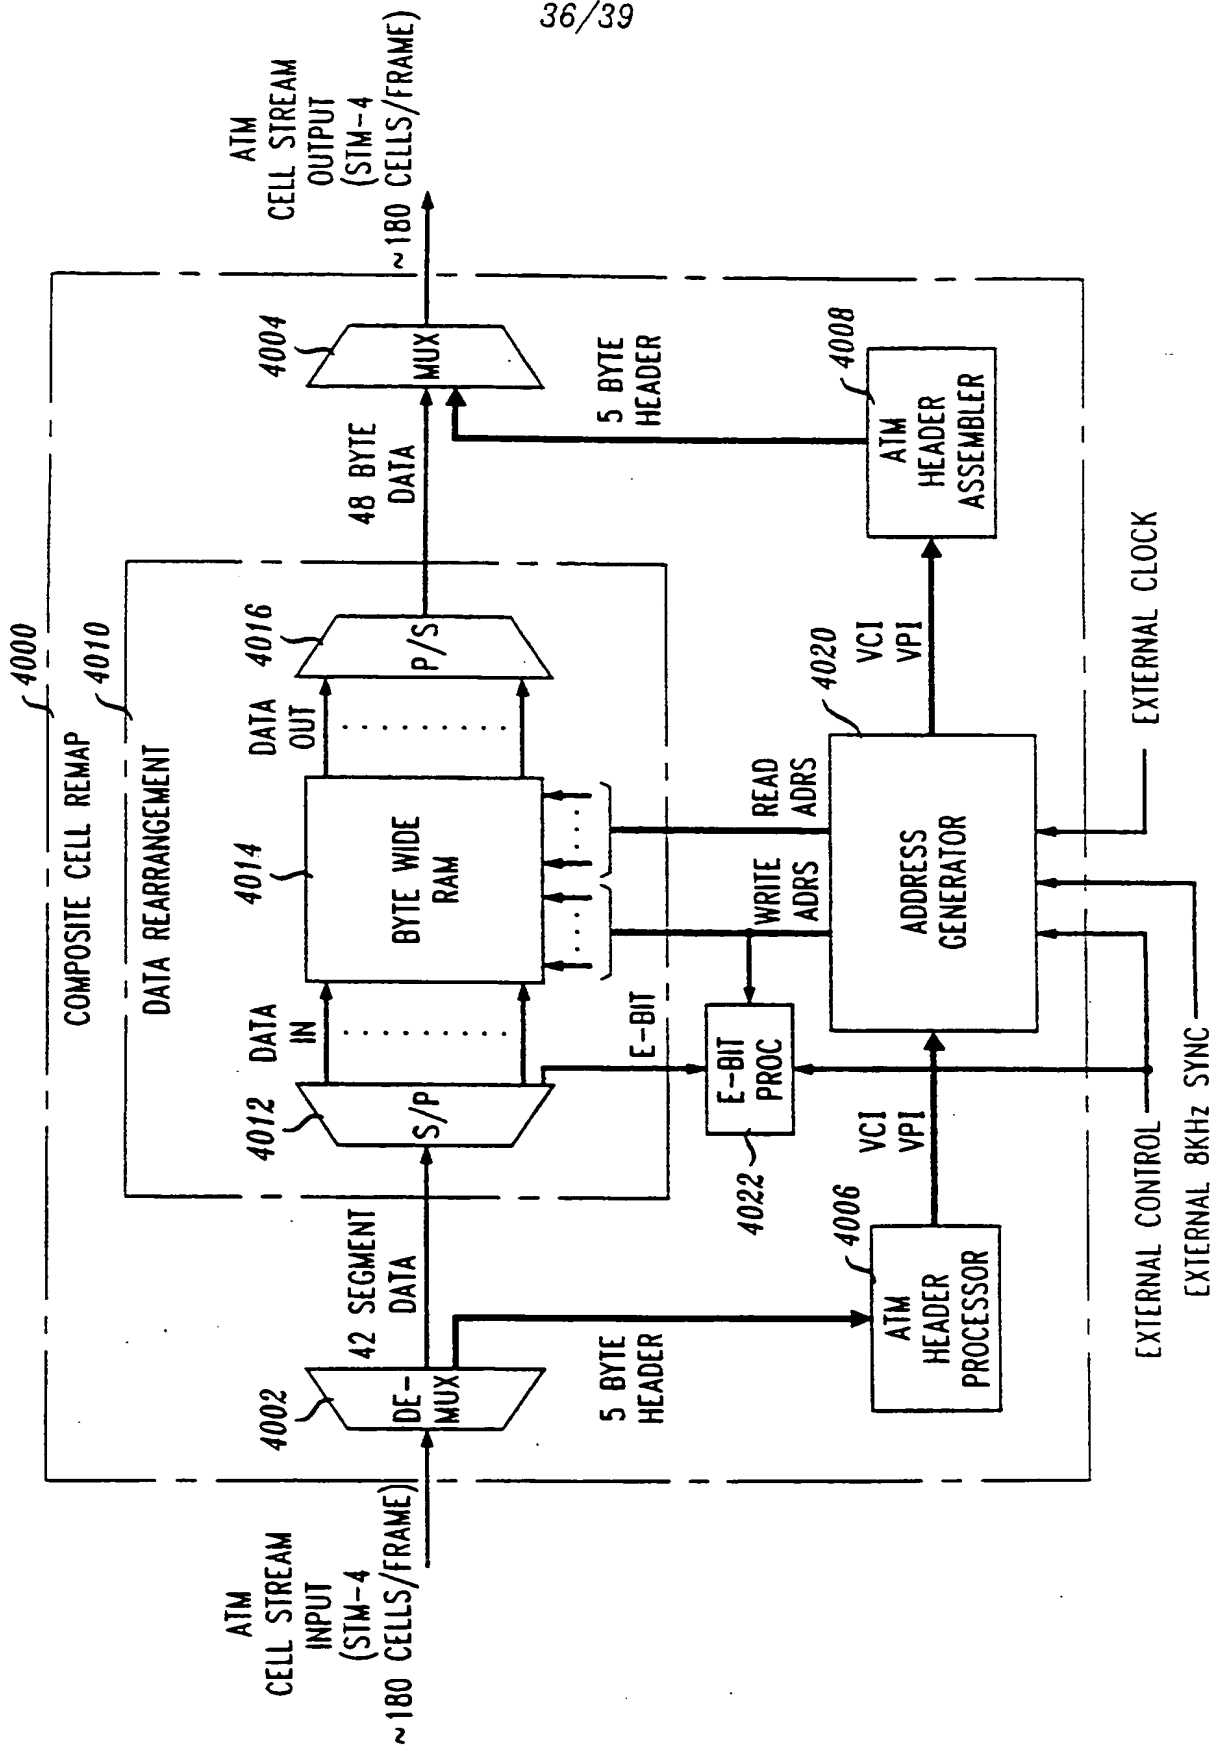 36/39
ATM
CELL STREAM
INPUT
(STM-4
~180 CELLS/FRAME)
COMPOSITE CELL REMAP
4000
DATA REARRANGEMENT
4010
4002
DE-
MUX
42 SEGMENT
DATA
5 BYTE
HEADER
4012
S/P
DATA
IN
E-BIT
4014
BYTE WIDE
RAM
DATA
OUT
4016
P/S
48 BYTE
DATA
4004
MUX
5 BYTE
HEADER
ATM
CELL STREAM
OUTPUT
(STM-4
~180 CELLS/FRAME)
4022
E-BIT
PROC
WRITE
ADRS
READ
ADRS
4006
ATM
HEADER
PROCESSOR
VCI
VPI
4020
ADDRESS
GENERATOR
VCI
VPI
4008
ATM
HEADER
ASSEMBLER
EXTERNAL CONTROL
EXTERNAL 8KHz SYNC
EXTERNAL CLOCK